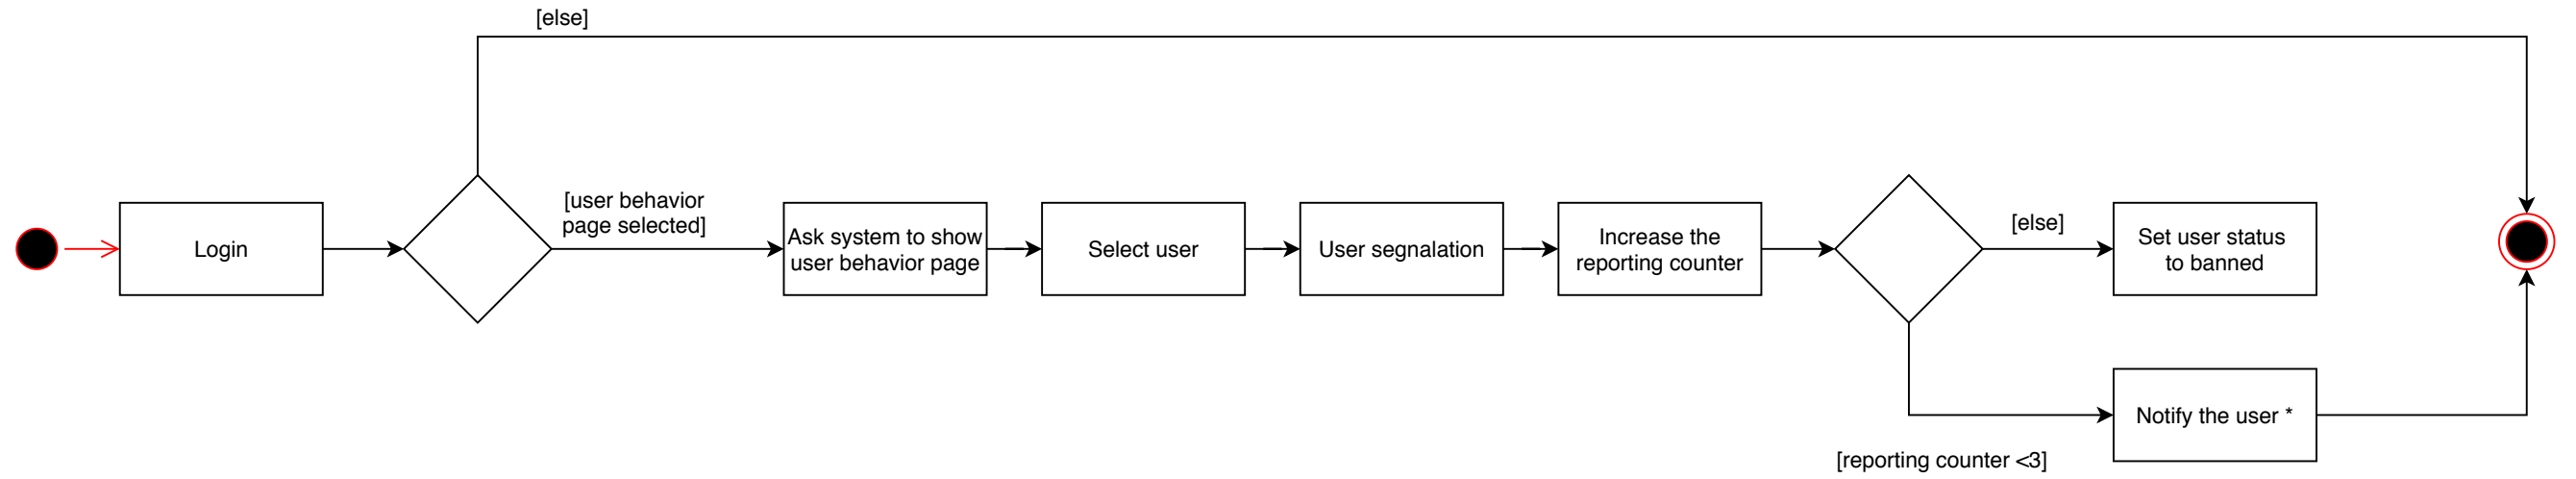 [else]
Login
[user behavior
page selected]
Ask system to show
user behavior page
Select user
User segnalation
Increase the
reporting counter
[else]
Set user status
to banned
Notify the user *
[reporting counter <3]